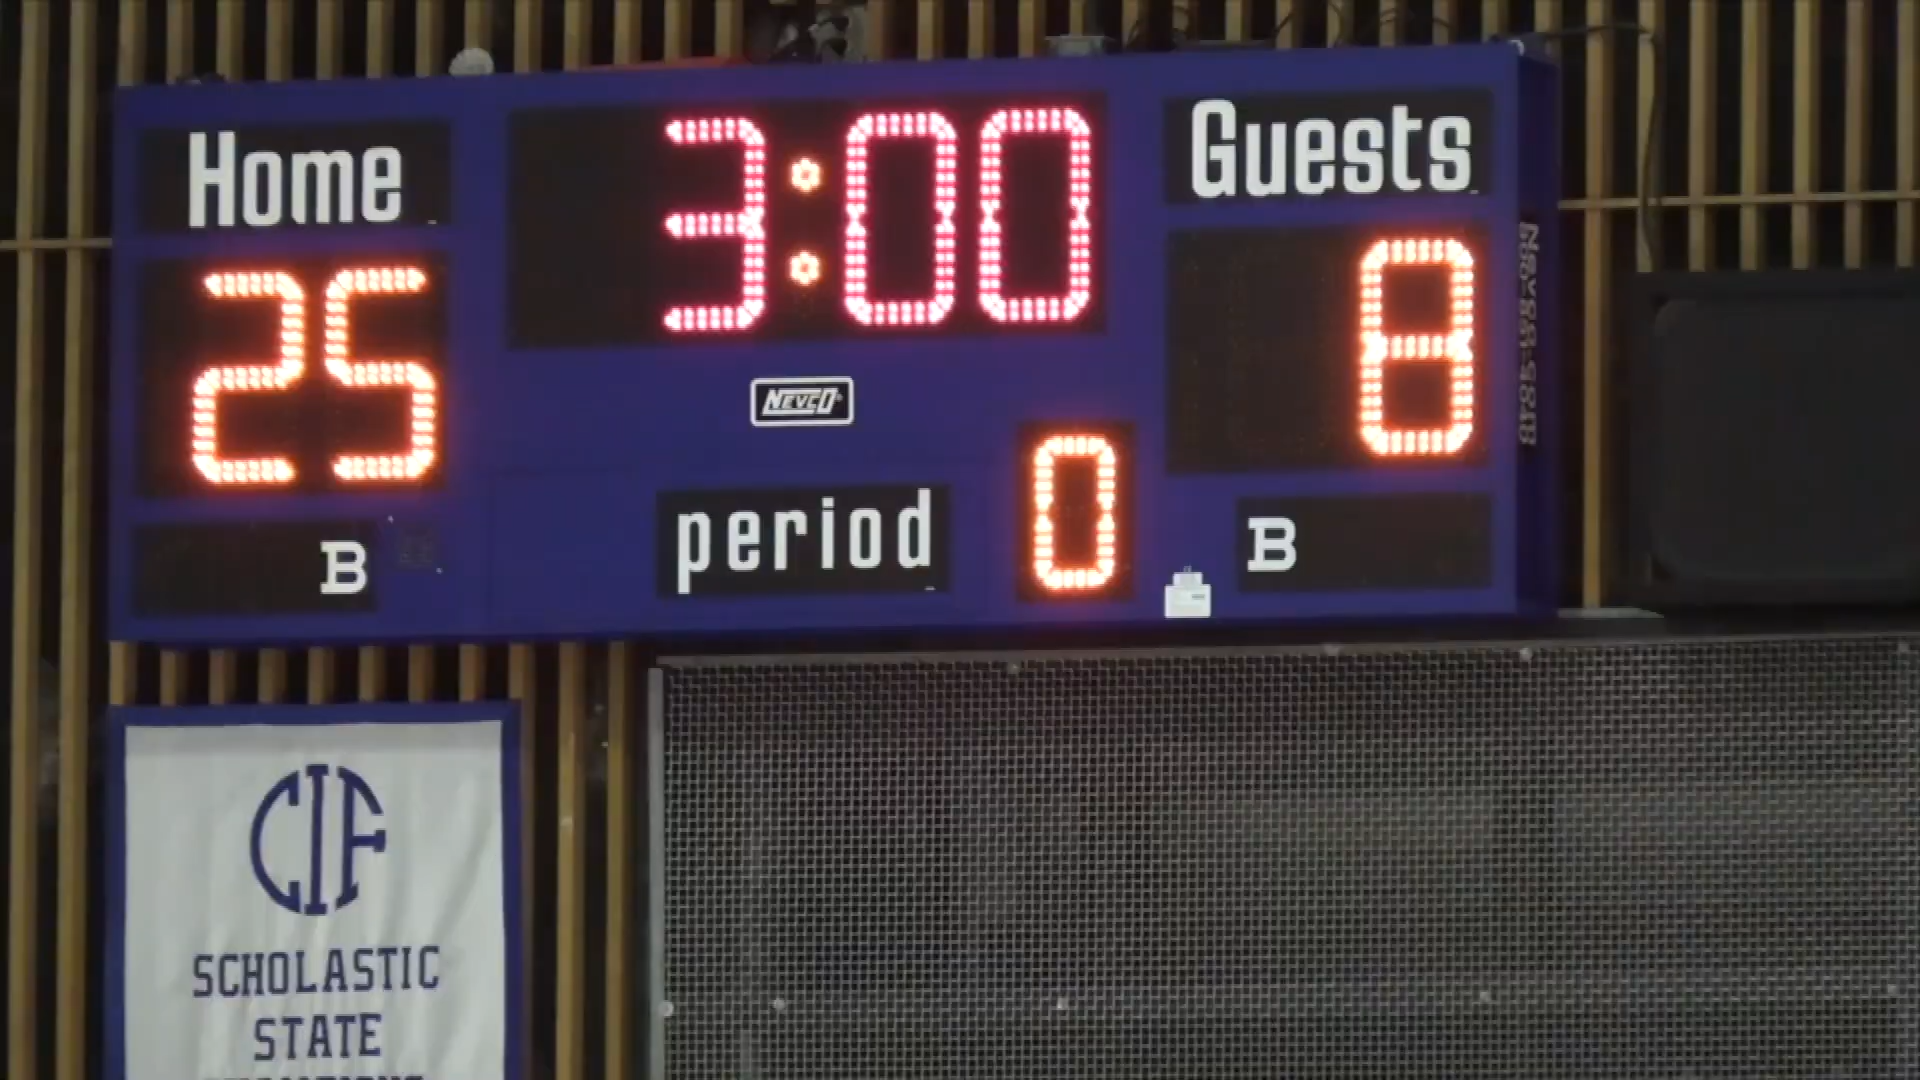 Home
3:00
Guests
25
8
NEVCO
period
0
B
B
CIF
SCHOLASTIC
STATE